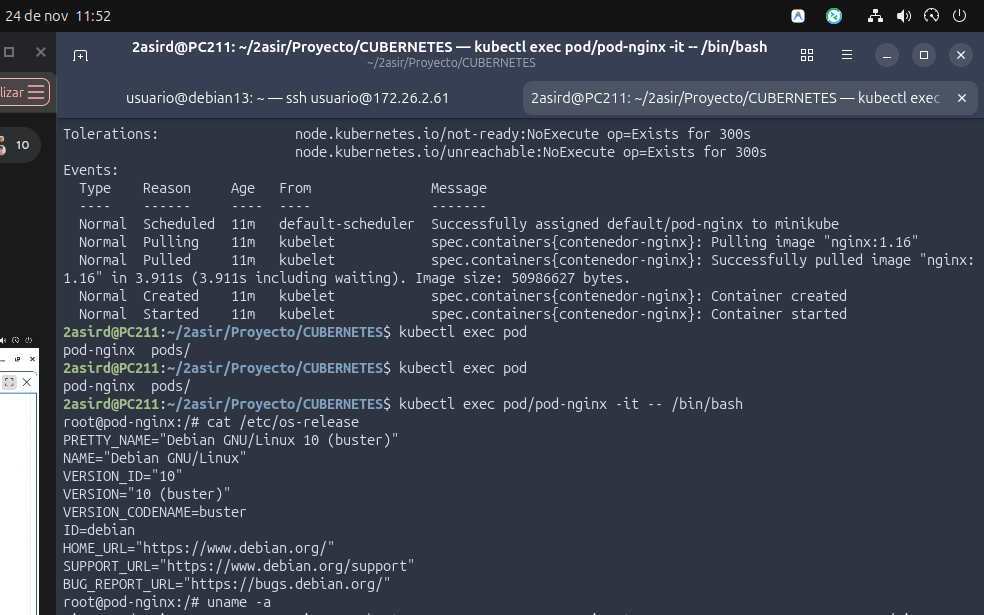 24 de nov 11:52
lizar
10
2asird@PC211: ~/2asir/Proyecto/CUBERNETES — kubectl exec pod/pod-nginx -it -- /bin/bash
~/2asir/Proyecto/CUBERNETES
usuario@debian13: ~ — ssh usuario@172.26.2.61
2asird@PC211: ~/2asir/Proyecto/CUBERNETES — kubectl exec
Tolerations: node.kubernetes.io/not-ready:NoExecute op=Exists for 300s
node.kubernetes.io/unreachable:NoExecute op=Exists for 300s
Events:
Type Reason Age From Message
---- ------ ---- ---- -------
Normal Scheduled 11m default-scheduler Successfully assigned default/pod-nginx to minikube
Normal Pulling 11m kubelet spec.containers{contenedor-nginx}: Pulling image "nginx:1.16"
Normal Pulled 11m kubelet spec.containers{contenedor-nginx}: Successfully pulled image "nginx:
1.16" in 3.911s (3.911s including waiting). Image size: 50986627 bytes.
Normal Created 11m kubelet spec.containers{contenedor-nginx}: Container created
Normal Started 11m kubelet spec.containers{contenedor-nginx}: Container started
2asird@PC211:~/2asir/Proyecto/CUBERNETES$ kubectl exec pod
pod-nginx pods/
2asird@PC211:~/2asir/Proyecto/CUBERNETES$ kubectl exec pod
pod-nginx pods/
2asird@PC211:~/2asir/Proyecto/CUBERNETES$ kubectl exec pod/pod-nginx -it -- /bin/bash
root@pod-nginx:/# cat /etc/os-release
PRETTY_NAME="Debian GNU/Linux 10 (buster)"
NAME="Debian GNU/Linux"
VERSION_ID="10"
VERSION="10 (buster)"
VERSION_CODENAME=buster
ID=debian
HOME_URL="https://www.debian.org/"
SUPPORT_URL="https://www.debian.org/support"
BUG_REPORT_URL="https://bugs.debian.org/"
root@pod-nginx:/# uname -a